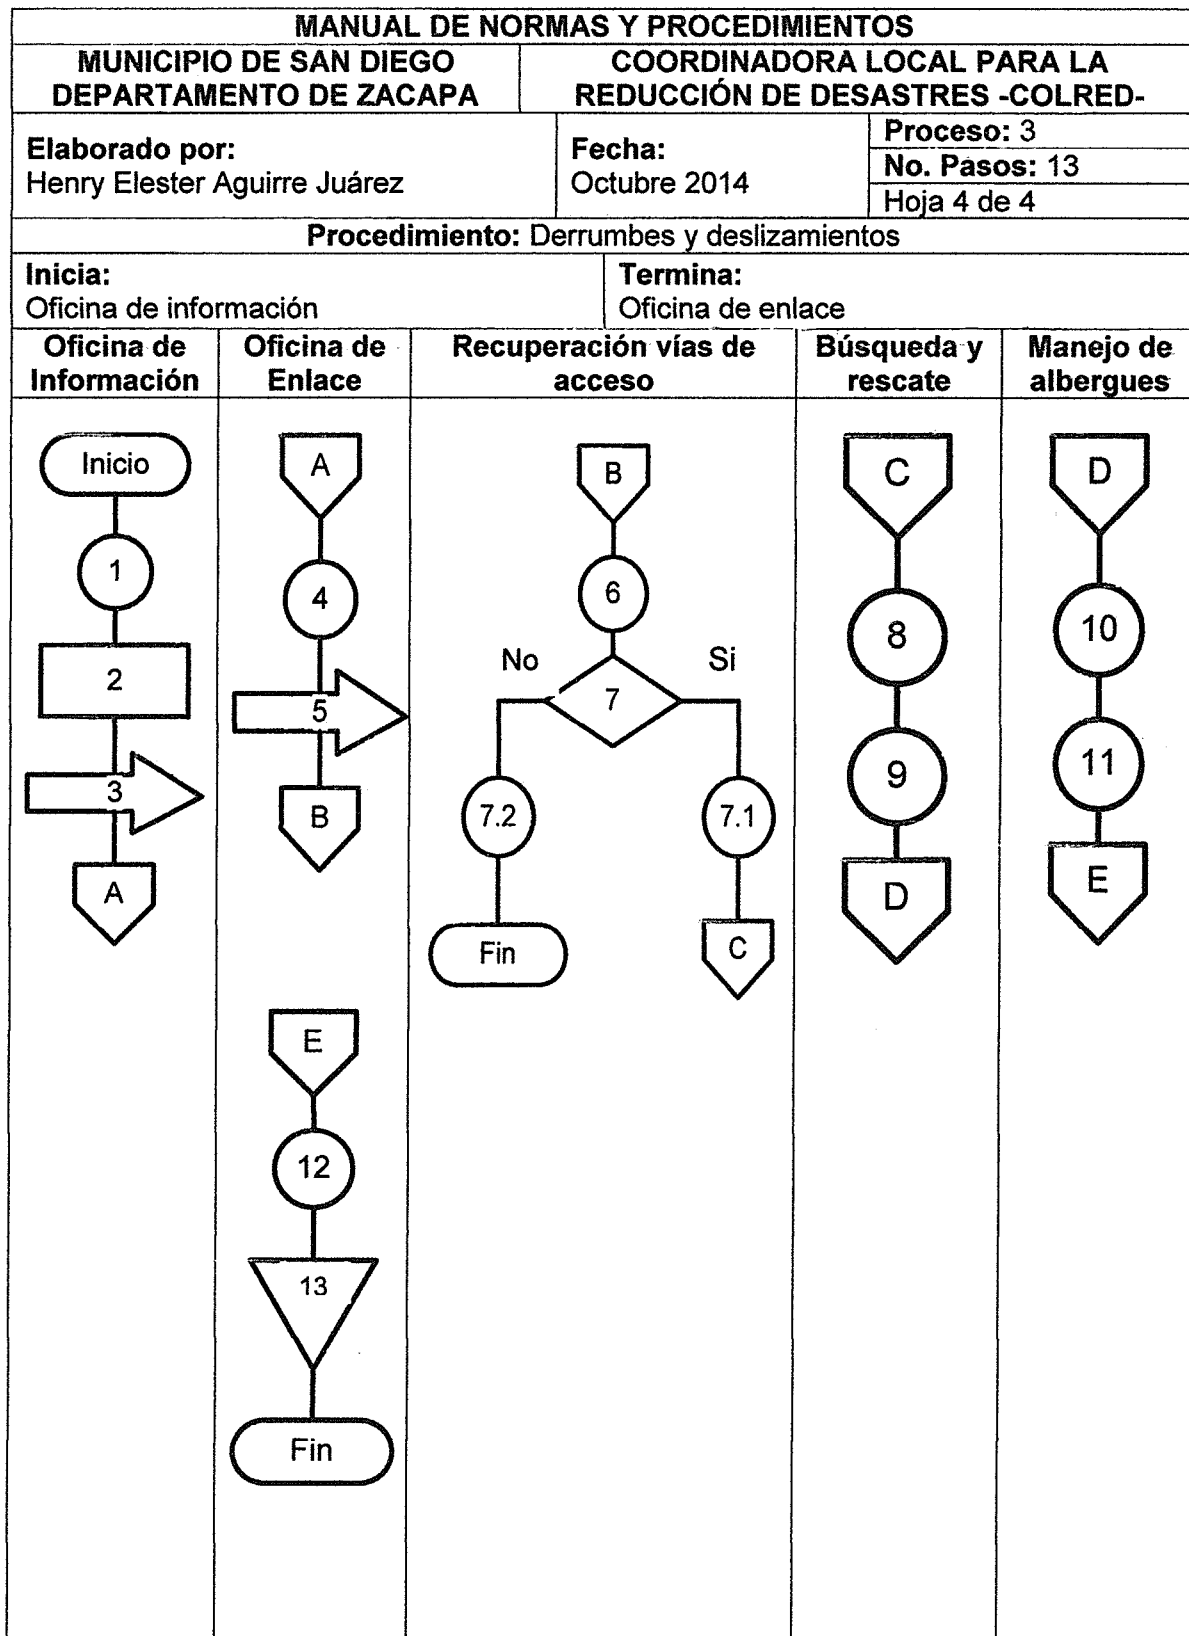 MANUAL DE NORMAS Y PROCEDIMIENTOS
MUNICIPIO DE SAN DIEGO
DEPARTAMENTO DE ZACAPA
COORDINADORA LOCAL PARA LA
REDUCCIÓN DE DESASTRES -COLRED-
Elaborado por:
Henry Elester Aguirre Juárez
Fecha:
Octubre 2014
Proceso: 3
No. Pasos: 13
Hoja 4 de 4
Procedimiento: Derrumbes y deslizamientos
Inicia:
Oficina de información
Termina:
Oficina de enlace
Oficina de
Información
Oficina de
Enlace
Recuperación vías de
acceso
Búsqueda y
rescate
Manejo de
albergues
Inicio
1
2
3
A
A
4
5
B
E
12
13
Fin
B
6
No
Si
7
7.2
7.1
Fin
C
C
8
9
D
D
10
11
E